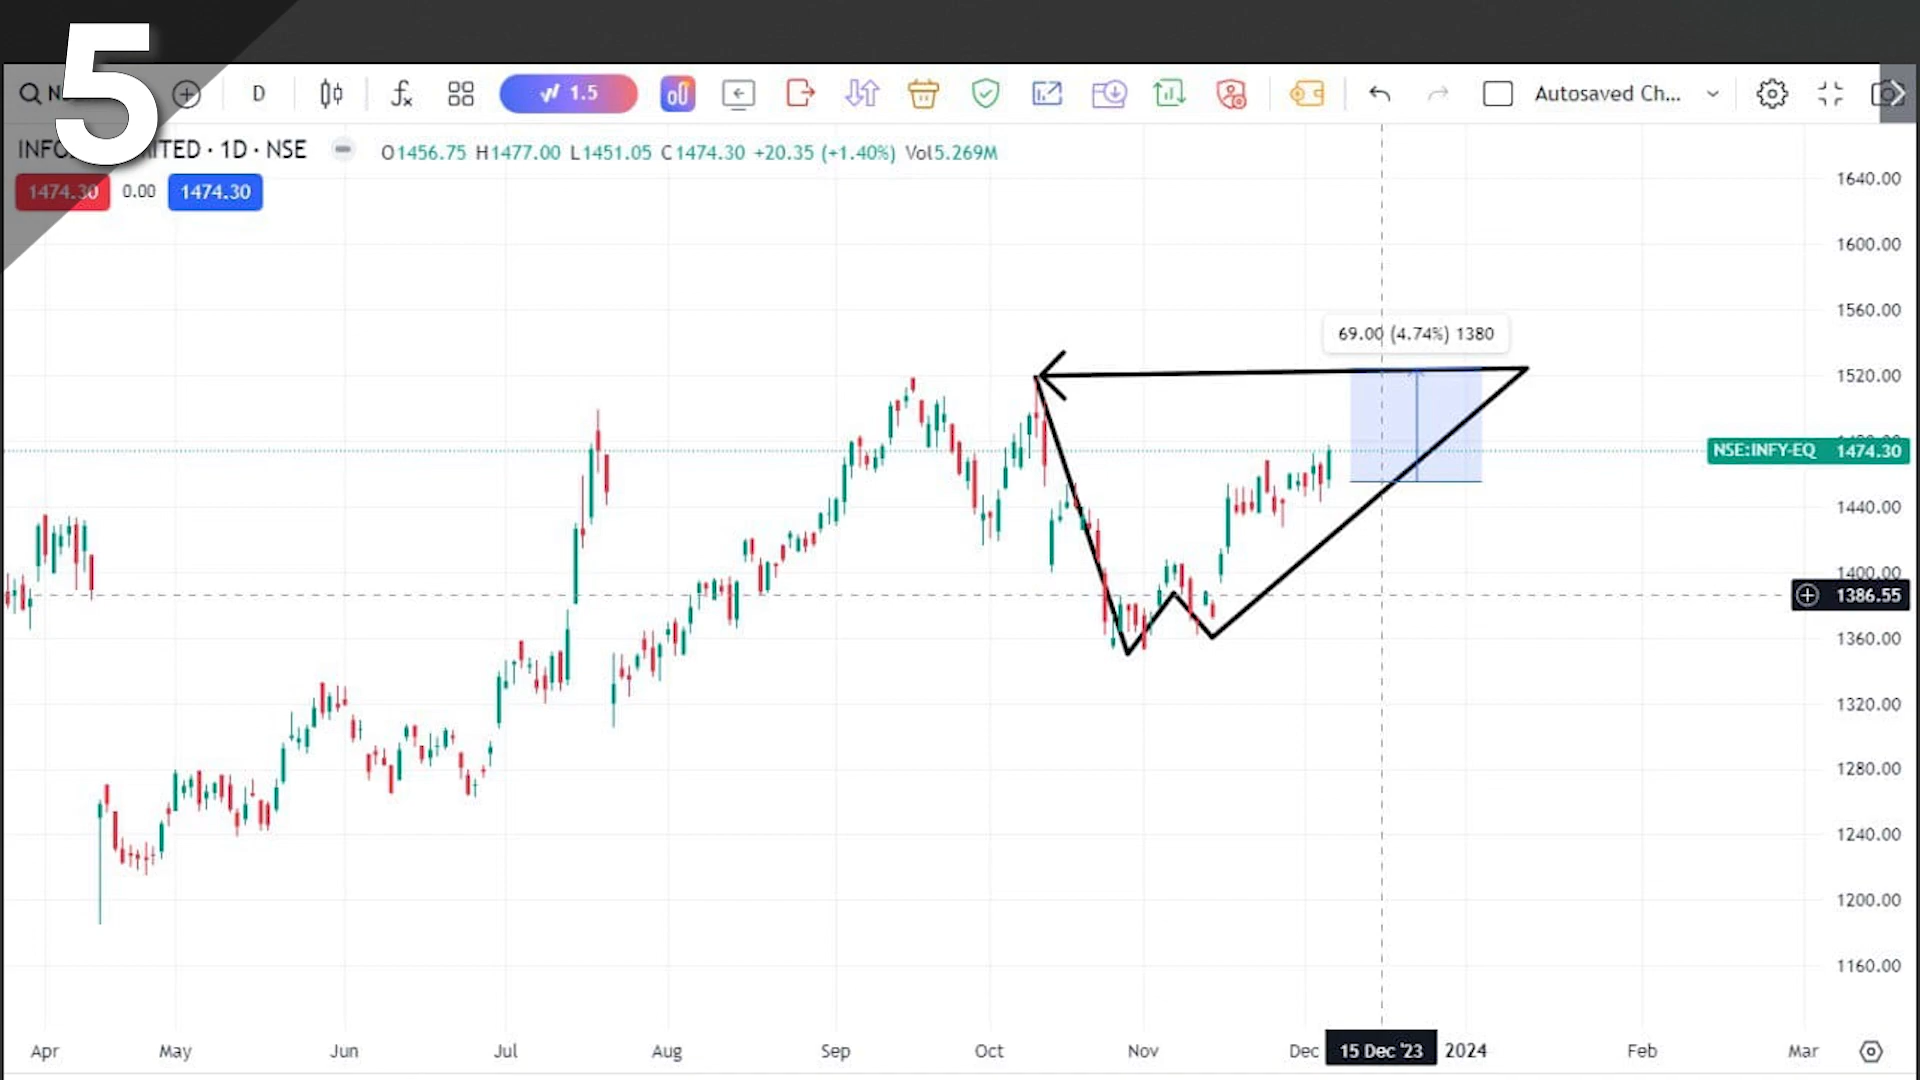 5
D
1.5
Autosaved Ch...
MITED · 1D · NSE
O1456.75 H1477.00 L1451.05 C1474.30 +20.35 (+1.40%) Vol5.269M
1474.30 0.00 1474.30
1640.00
1600.00
1560.00
69.00 (4.74%) 1380
1520.00
NSE:INFY-EQ 1474.30
1440.00
1400.00
1386.55
1360.00
1320.00
1280.00
1240.00
1200.00
1160.00
Apr May Jun Jul Aug Sep Oct Nov Dec 15 Dec '23 2024 Feb Mar